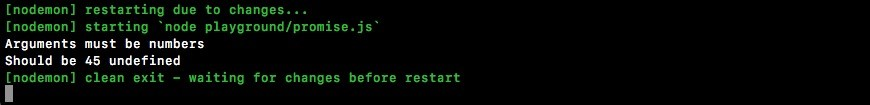 [nodemon] restarting due to changes...
[nodemon] starting `node playground/promise.js`
Arguments must be numbers
Should be 45 undefined
[nodemon] clean exit - waiting for changes before restart